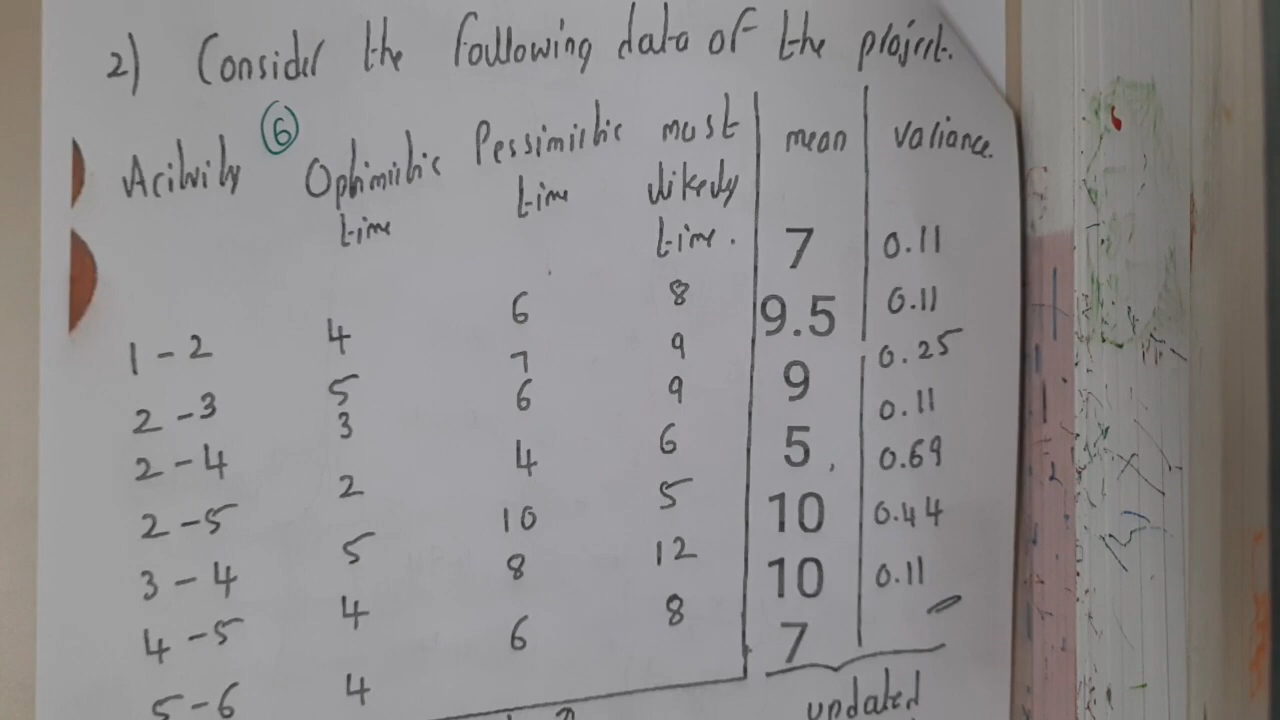 2) Consider the following data of the project.
Activity ⑥ Optimistic time Pessimistic time most likely time. mean variance.
6 8 7 0.11
1-2 4 7 9 9.5 0.11
2-3 5 6 9 9 0.25
2-4 3 4 6 5 0.11
2-5 2 10 5 10 0.69
3-4 5 8 12 10 0.44
4-5 4 6 8 7 0.11
5-6 4
updated